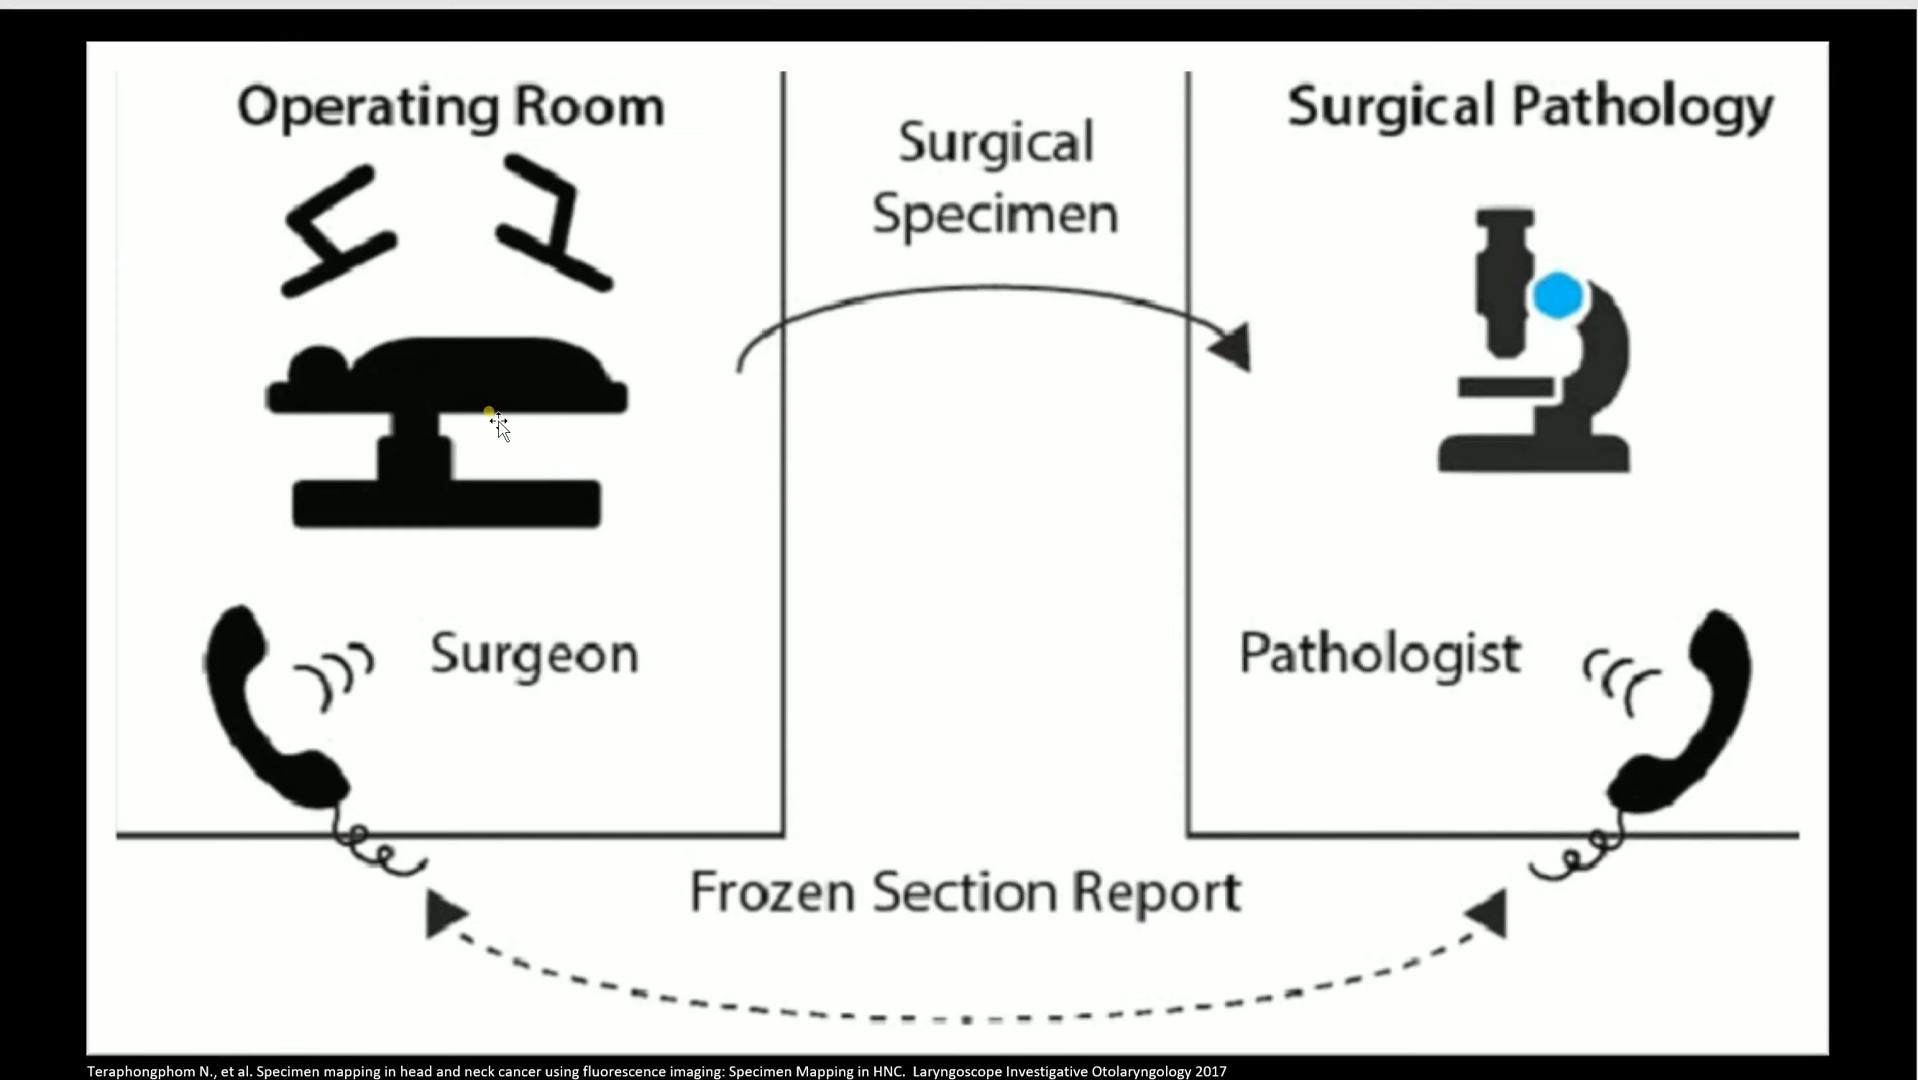 Operating Room
Surgical
Specimen
Surgical Pathology
Surgeon
Pathologist
Frozen Section Report
Teraphongphom N., et al. Specimen mapping in head and neck cancer using fluorescence imaging: Specimen Mapping in HNC.  Laryngoscope Investigative Otolaryngology 2017